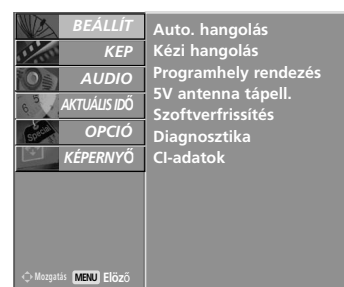 BEÁLLÍT
KEP
AUDIO
AKTUÁLIS IDŐ
OPCIÓ
KÉPERNYŐ
Auto. hangolás
Kézi hangolás
Programhely rendezés
5V antenna tápell.
Szoftverfrissítés
Diagnosztika
CI-adatok
Mozgatás MENU Előző